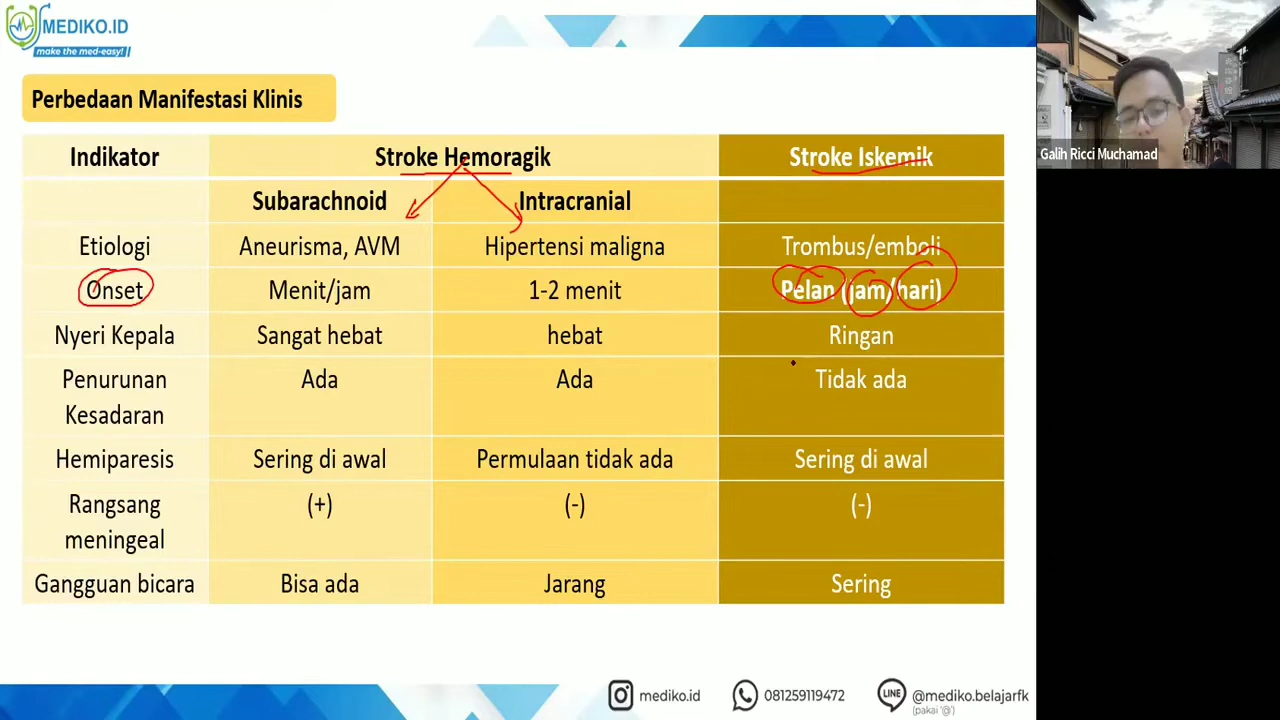 MEDIKO.ID
make the med-easy!
Perbedaan Manifestasi Klinis
Indikator Stroke Hemoragik Stroke Iskemik
Subarachnoid Intracranial
Etiologi Aneurisma, AVM Hipertensi maligna Trombus/emboli
Onset Menit/jam 1-2 menit Pelan (jam/hari)
Nyeri Kepala Sangat hebat hebat Ringan
Penurunan Ada Ada Tidak ada
Kesadaran
Hemiparesis Sering di awal Permulaan tidak ada Sering di awal
Rangsang (+) (-) (-)
meningeal
Gangguan bicara Bisa ada Jarang Sering
mediko.id 081259119472 LINE @mediko.belajarfk
(pakai '@')
Galih Ricci Muchamad